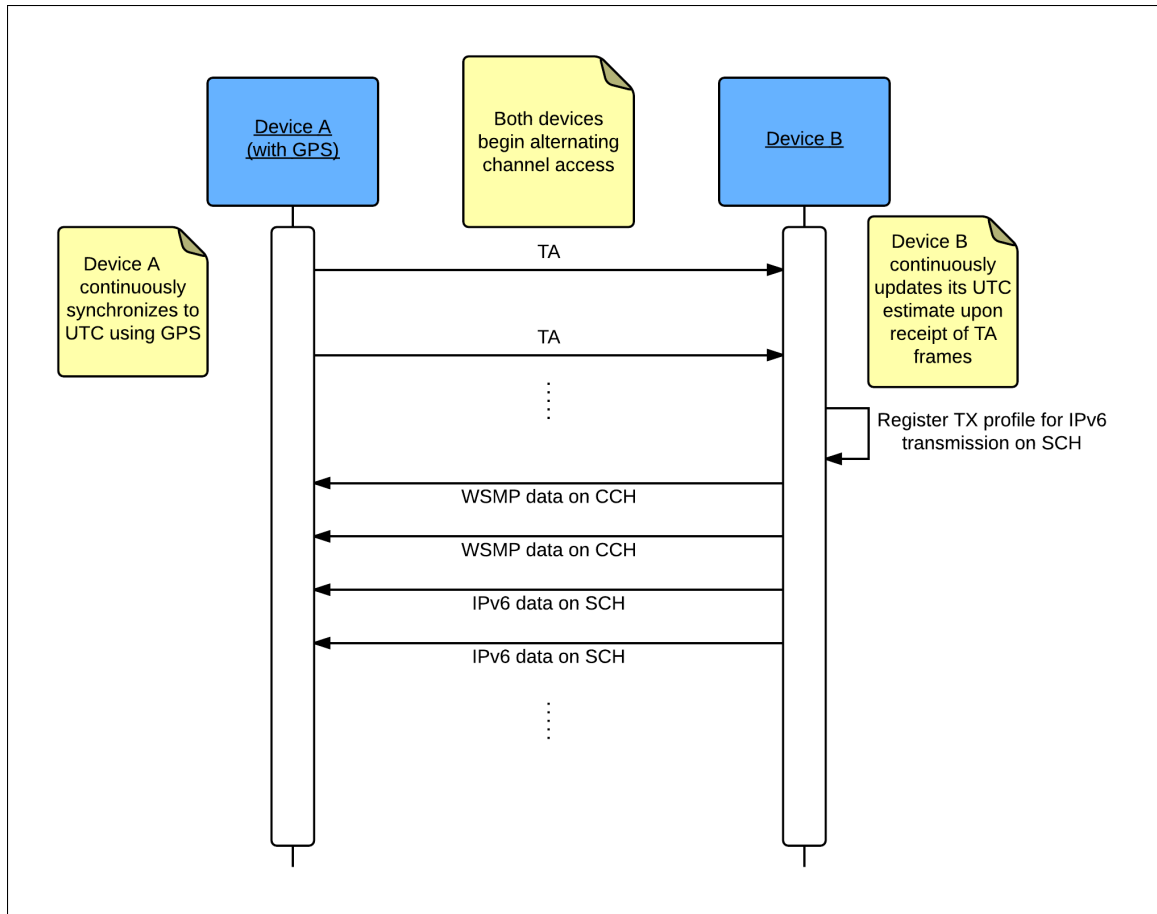 Device A
(with GPS)
Both devices
begin alternating
channel access
Device B
Device A
continuously
synchronizes to
UTC using GPS
TA
Device B
continuously
updates its UTC
estimate upon
receipt of TA
frames
TA
Register TX profile for IPv6
transmission on SCH
WSMP data on CCH
WSMP data on CCH
IPv6 data on SCH
IPv6 data on SCH